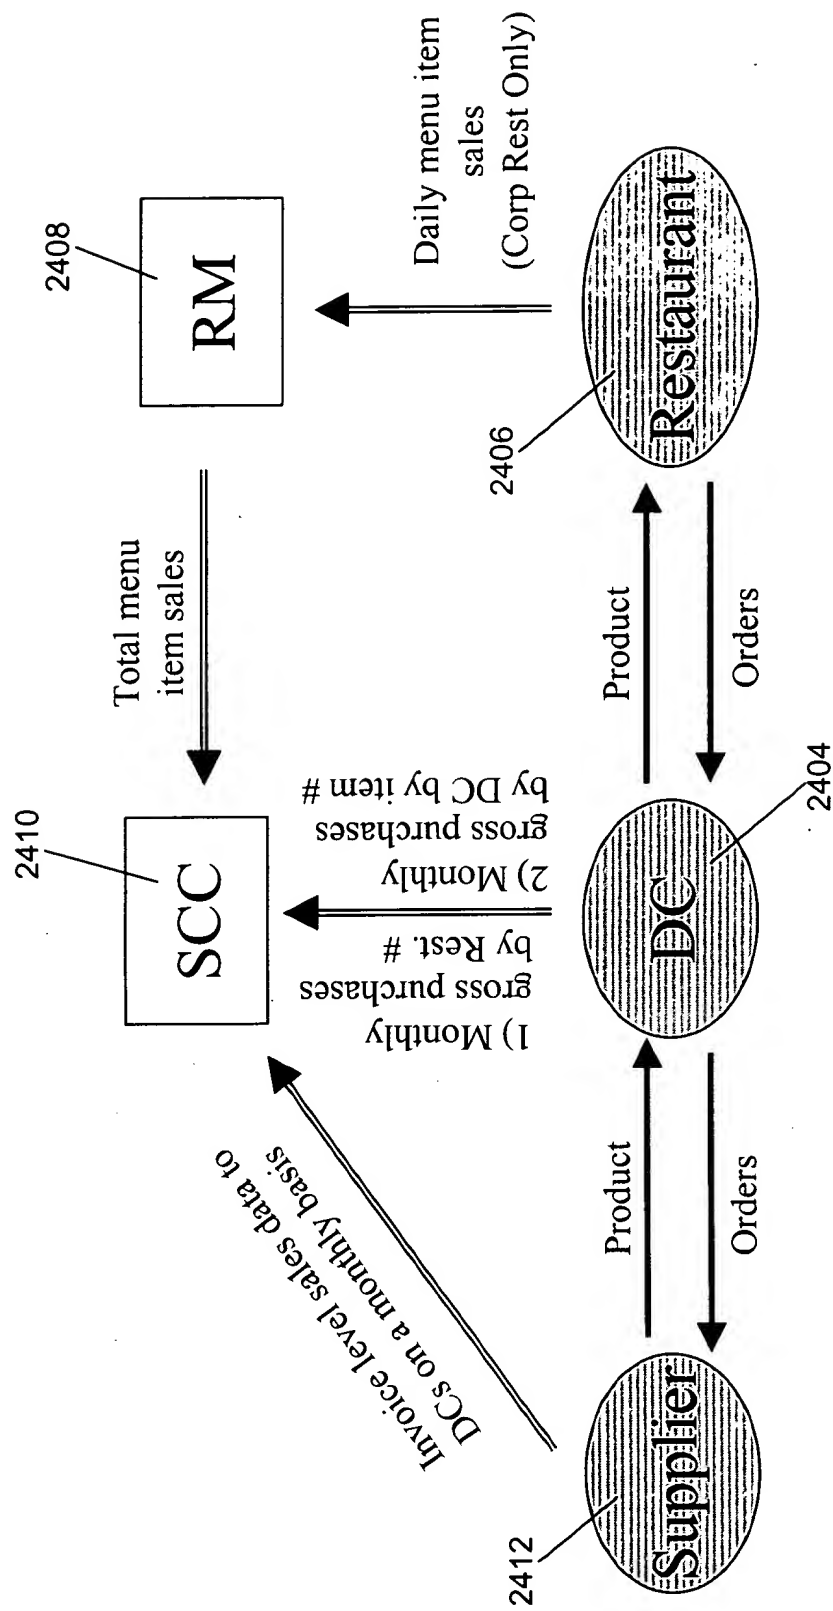 2410
2408
SCC
RM
Total menu
item sales
Invoice level sales data to
DCs on a monthly basis
1) Monthly
gross purchases
by Rest. #
2) Monthly
gross purchases
by DC by item #
Daily menu item
sales
(Corp Rest Only)
2412
2406
Supplier
Product
Orders
DC
2404
Product
Orders
Restaurant